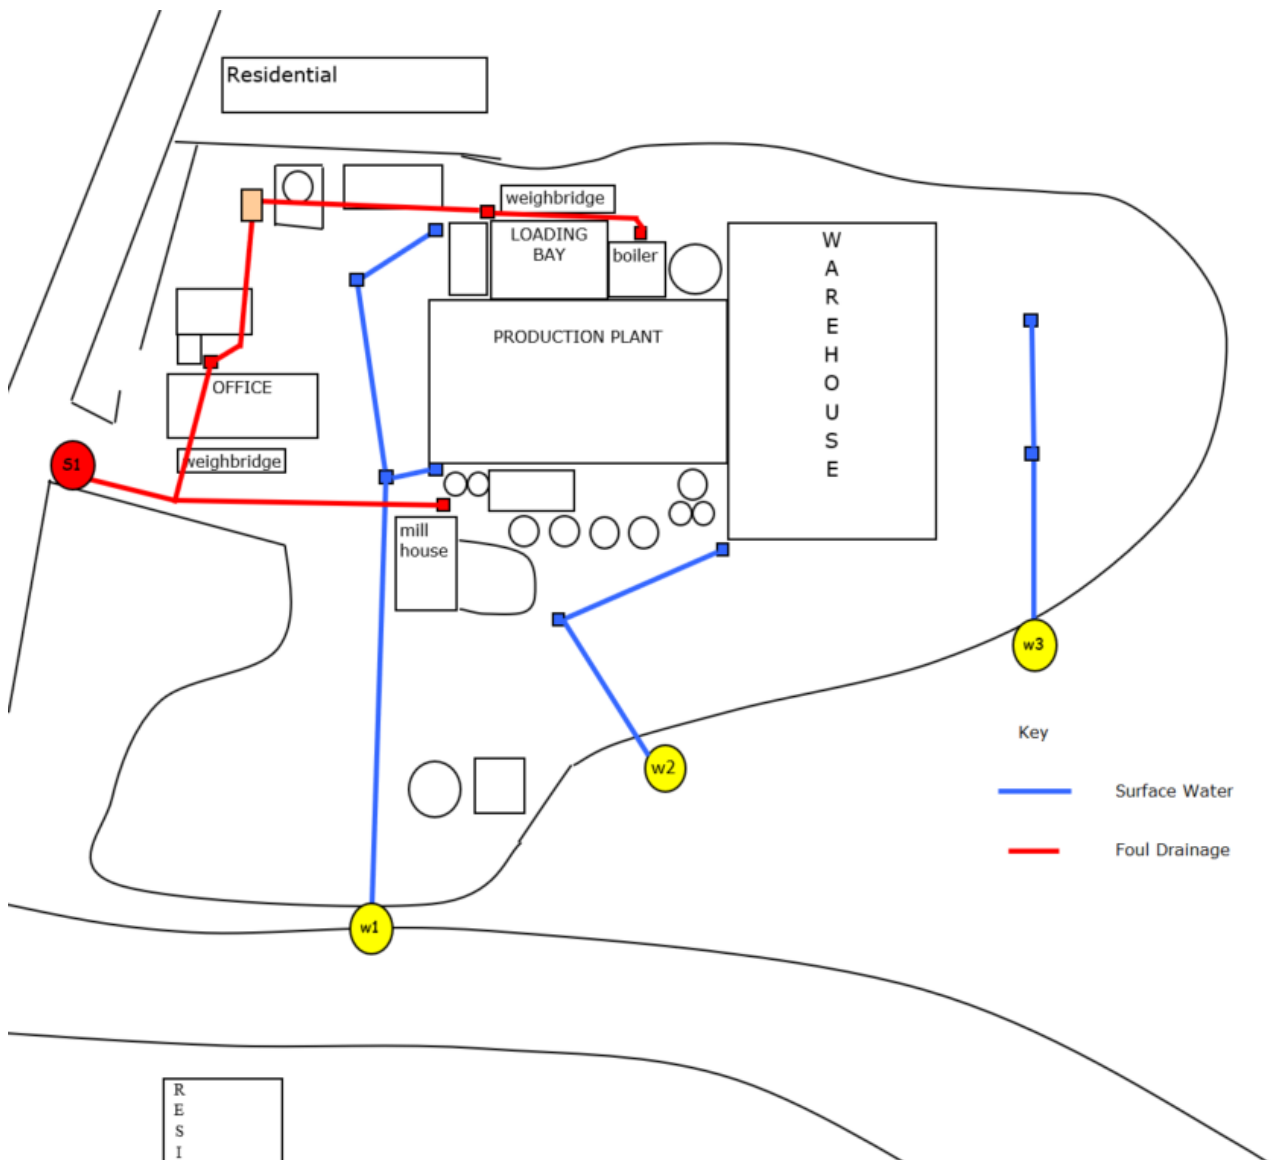 Residential
weighbridge
LOADING
BAY
boiler
W
A
R
E
H
O
U
S
E
PRODUCTION PLANT
OFFICE
weighbridge
S1
mill
house
w3
Key
w2
Surface Water
Foul Drainage
w1
R
E
S
I